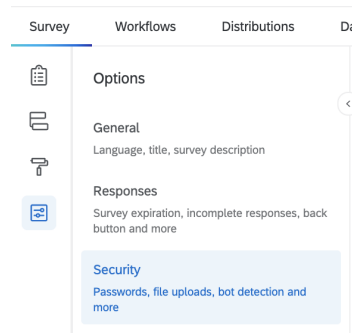 Survey Workflows Distributions
Options
General
Language, title, survey description
Responses
Survey expiration, incomplete responses, back
button and more
Security
Passwords, file uploads, bot detection and
more